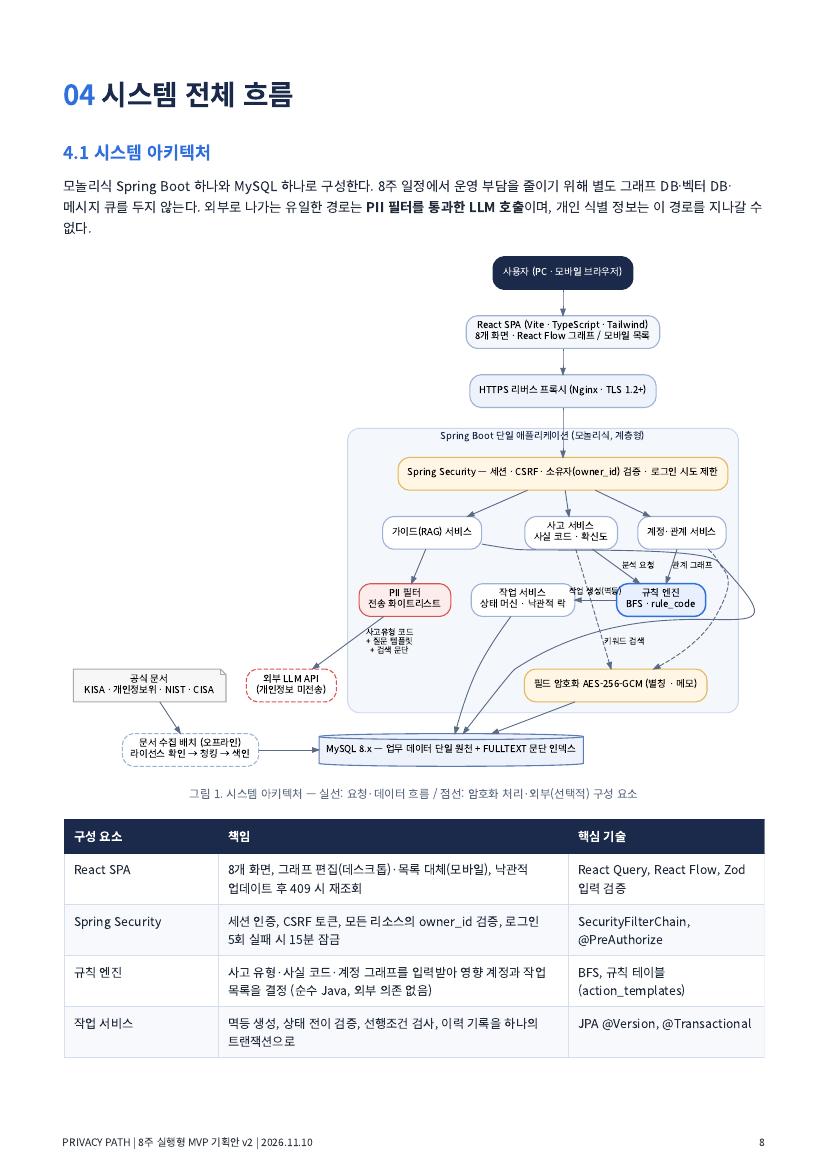 04 시스템 전체 흐름
4.1 시스템 아키텍처
모놀리식 Spring Boot 하나와 MySQL 하나로 구성한다. 8주 일정에서 운영 부담을 줄이기 위해 별도 그래프 DB·벡터 DB·
메시지 큐를 두지 않는다. 외부로 나가는 유일한 경로는 PII 필터를 통과한 LLM 호출이며, 개인 식별 정보는 이 경로를 지나갈 수
없다.
사용자 (PC · 모바일 브라우저)
React SPA (Vite · TypeScript · Tailwind)
8개 화면 · React Flow 그래프 / 모바일 목록
HTTPS 리버스 프록시 (Nginx · TLS 1.2+)
Spring Boot 단일 애플리케이션 (모놀리식, 계층형)
Spring Security — 세션 · CSRF · 소유자(owner_id) 검증 · 로그인 시도 제한
가이드(RAG) 서비스
사고 서비스
사실 코드 · 확신도
계정·관계 서비스
분석 요청
관계 그래프
PII 필터
전송 화이트리스트
작업 서비스
상태 머신 · 낙관적 락
작업 생성(멱등)
규칙 엔진
BFS · rule_code
사고유형 코드
+ 질문 템플릿
+ 검색 문단
키워드 검색
공식 문서
KISA · 개인정보위 · NIST · CISA
외부 LLM API
(개인정보 미전송)
필드 암호화 AES-256-GCM (별칭 · 메모)
문서 수집 배치 (오프라인)
라이선스 확인 → 청킹 → 색인
MySQL 8.x — 업무 데이터 단일 원천 + FULLTEXT 문단 인덱스
그림 1. 시스템 아키텍처 — 실선: 요청·데이터 흐름 / 점선: 암호화 처리·외부(선택적) 구성 요소
구성 요소
책임
핵심 기술
React SPA
8개 화면, 그래프 편집(데스크톱)·목록 대체(모바일), 낙관적
업데이트 후 409 시 재조회
React Query, React Flow, Zod
입력 검증
Spring Security
세션 인증, CSRF 토큰, 모든 리소스의 owner_id 검증, 로그인
5회 실패 시 15분 잠금
SecurityFilterChain,
@PreAuthorize
규칙 엔진
사고 유형·사실 코드·계정 그래프를 입력받아 영향 계정과 작업
목록을 결정 (순수 Java, 외부 의존 없음)
BFS, 규칙 테이블
(action_templates)
작업 서비스
멱등 생성, 상태 전이 검증, 선행조건 검사, 이력 기록을 하나의
트랜잭션으로
JPA @Version, @Transactional
PRIVACY PATH | 8주 실행형 MVP 기획안 v2 | 2026.11.10
8